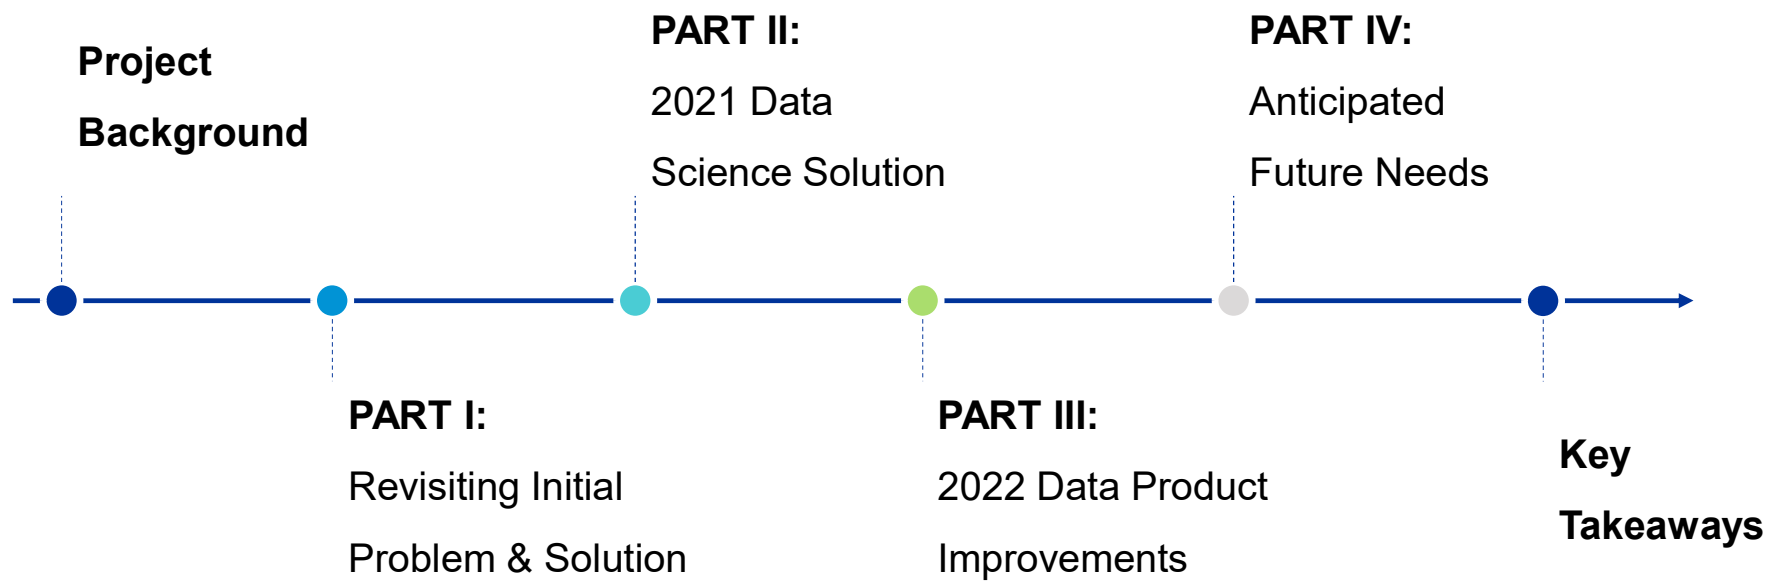 Project
Background
PART I:
Revisiting Initial
Problem & Solution
PART II:
2021 Data
Science Solution
PART III:
2022 Data Product
Improvements
PART IV:
Anticipated
Future Needs
Key
Takeaways